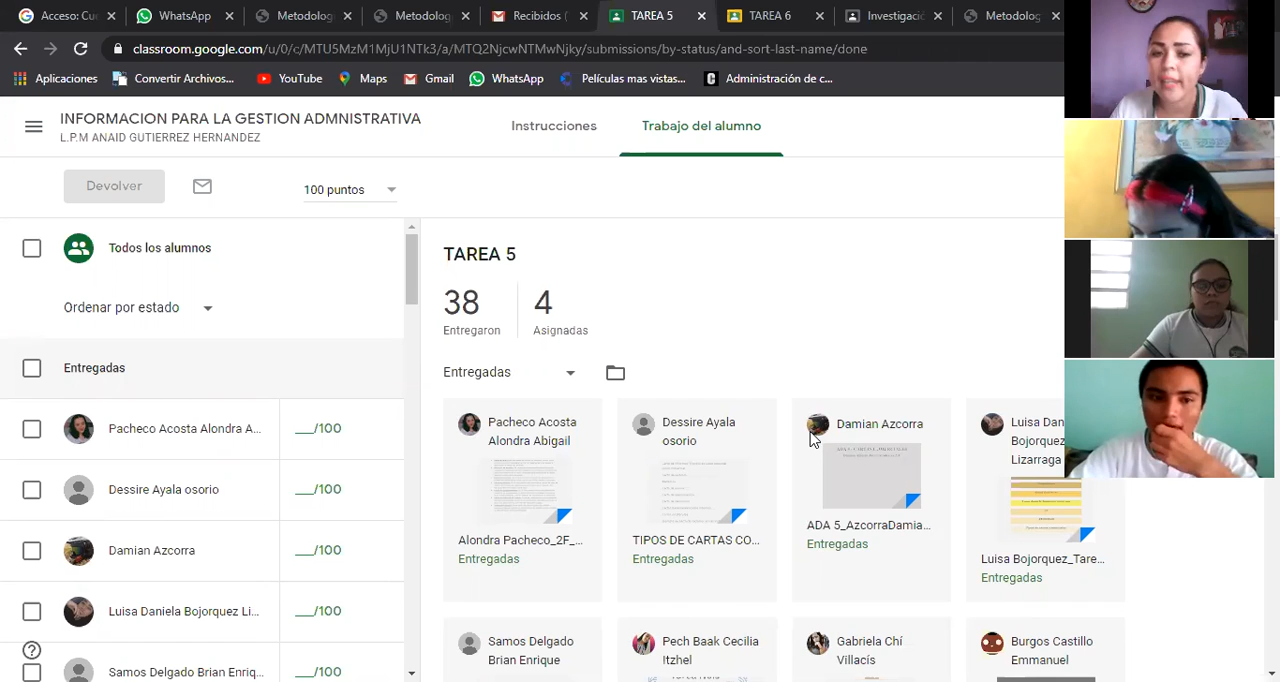 Acceso: Cu
WhatsApp
Metodolog
Metodolog
Recibidos (
TAREA 5
TAREA 6
Investigaci
Metodolog
classroom.google.com/u/0/c/MTU5MzM1MjU1NTk3/a/MTQ2NjcwNTMwNjky/submissions/by-status/and-sort-last-name/done
Aplicaciones
Convertir Archivos...
YouTube
Maps
Gmail
WhatsApp
Películas mas vistas...
Administración de c...
INFORMACION PARA LA GESTION ADMNISTRATIVA
L.P.M ANAID GUTIERREZ HERNANDEZ
Instrucciones
Trabajo del alumno
Devolver
100 puntos
Todos los alumnos
Ordenar por estado
Entregadas
Pacheco Acosta Alondra A...
__/100
Dessire Ayala osorio
__/100
Damian Azcorra
__/100
Luisa Daniela Bojorquez Li...
__/100
Samos Delgado Brian Enriq...
__/100
TAREA 5
38
Entregaron
4
Asignadas
Entregadas
Pacheco Acosta
Alondra Abigail
Alondra Pacheco_2F_...
Entregadas
Dessire Ayala
osorio
TIPOS DE CARTAS CO...
Entregadas
Damian Azcorra
ADA 5_AzcorraDamia...
Entregadas
Luisa Dan
Bojorquez
Lizarraga
Luisa Bojorquez_Tare...
Entregadas
Samos Delgado
Brian Enrique
Pech Baak Cecilia
Itzhel
Gabriela Chí
Villacís
Burgos Castillo
Emmanuel